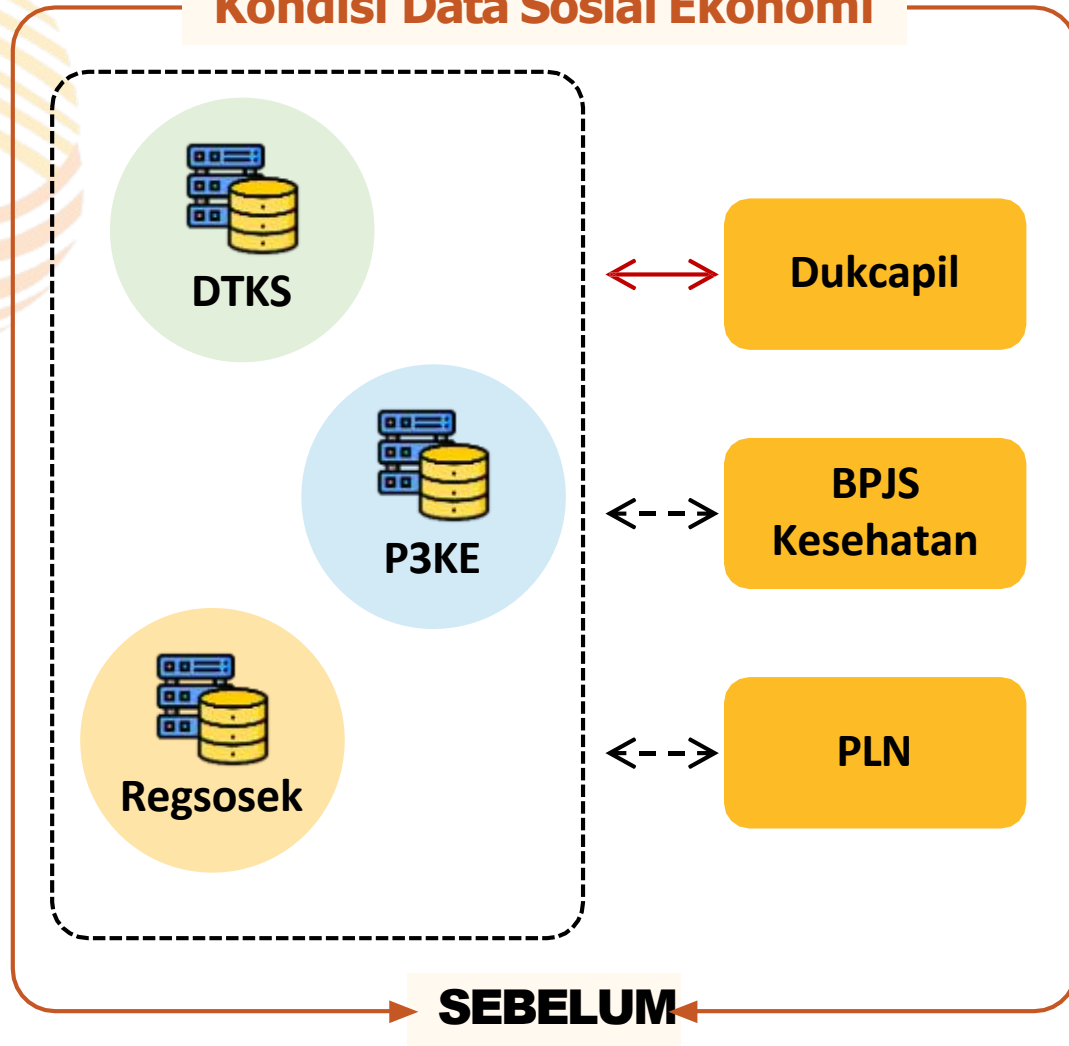 Kondisi Data Sosial Ekonomi
DTKS
P3KE
Regsosek
Dukcapil
BPJS
Kesehatan
PLN
SEBELUM